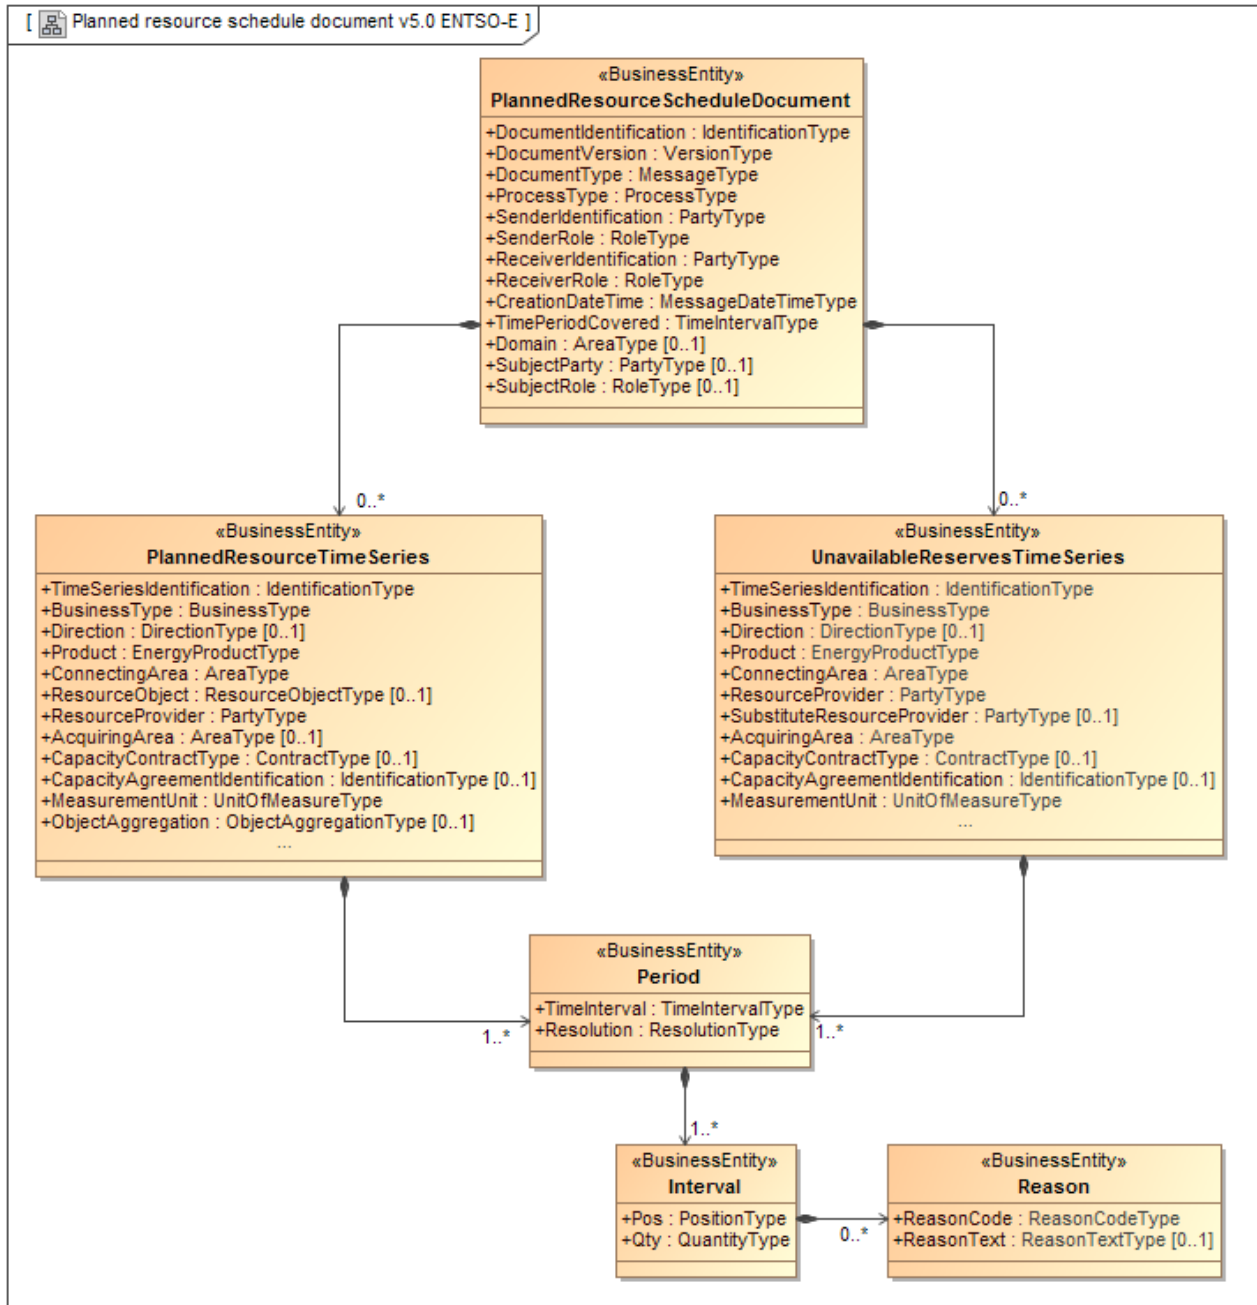 [ Planned resource schedule document v5.0 ENTSO-E ]
«BusinessEntity»
PlannedResourceScheduleDocument
+DocumentIdentification : IdentificationType
+DocumentVersion : VersionType
+DocumentType : MessageType
+ProcessType : ProcessType
+SenderIdentification : PartyType
+SenderRole : RoleType
+ReceiverIdentification : PartyType
+ReceiverRole : RoleType
+CreationDateTime : MessageDateTimeType
+TimePeriodCovered : TimeIntervalType
+Domain : AreaType [0..1]
+SubjectParty : PartyType [0..1]
+SubjectRole : RoleType [0..1]
0..*
0..*
«BusinessEntity»
PlannedResourceTimeSeries
+TimeSeriesIdentification : IdentificationType
+BusinessType : BusinessType
+Direction : DirectionType [0..1]
+Product : EnergyProductType
+ConnectingArea : AreaType
+ResourceObject : ResourceObjectType [0..1]
+ResourceProvider : PartyType
+AcquiringArea : AreaType [0..1]
+CapacityContractType : ContractType [0..1]
+CapacityAgreementIdentification : IdentificationType [0..1]
+MeasurementUnit : UnitOfMeasureType
+ObjectAggregation : ObjectAggregationType [0..1]
...
«BusinessEntity»
UnavailableReservesTimeSeries
+TimeSeriesIdentification : IdentificationType
+BusinessType : BusinessType
+Direction : DirectionType [0..1]
+Product : EnergyProductType
+ConnectingArea : AreaType
+ResourceProvider : PartyType
+SubstituteResourceProvider : PartyType [0..1]
+AcquiringArea : AreaType
+CapacityContractType : ContractType [0..1]
+CapacityAgreementIdentification : IdentificationType [0..1]
+MeasurementUnit : UnitOfMeasureType
...
«BusinessEntity»
Period
+TimeInterval : TimeIntervalType
+Resolution : ResolutionType
1..*
1..*
1..*
«BusinessEntity»
Interval
+Pos : PositionType
+Qty : QuantityType
0..*
«BusinessEntity»
Reason
+ReasonCode : ReasonCodeType
+ReasonText : ReasonTextType [0..1]